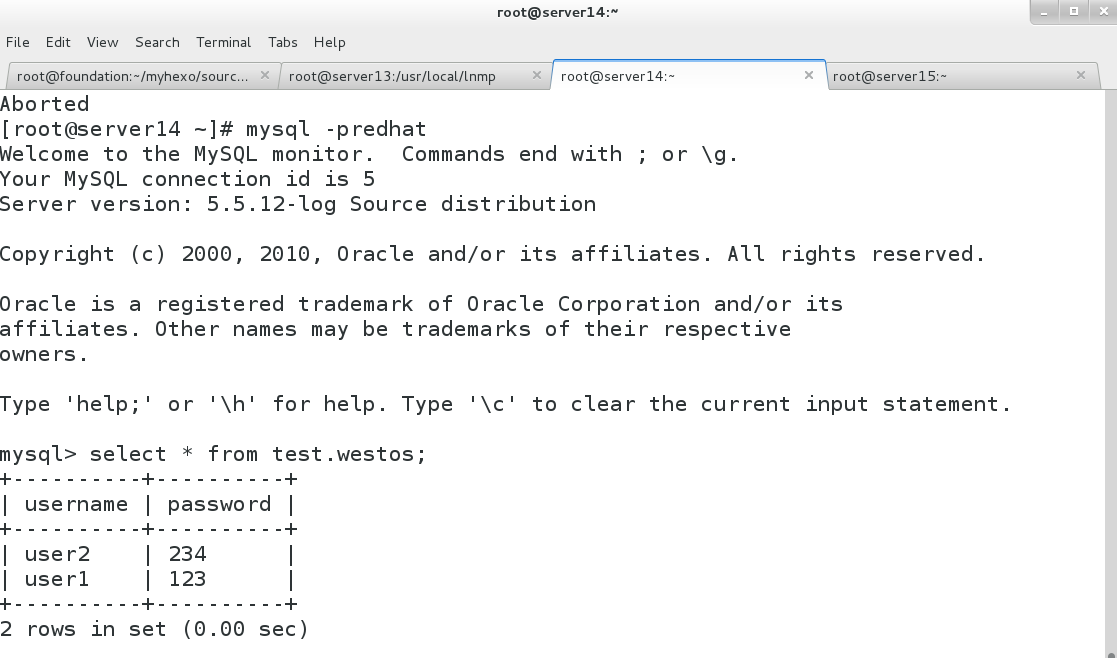 root@server14:~
File Edit View Search Terminal Tabs Help
root@foundation:~/myhexo/sourc... root@server13:/usr/local/lnmp root@server14:~ root@server15:~
Aborted
[root@server14 ~]# mysql -predhat
Welcome to the MySQL monitor.  Commands end with ; or \g.
Your MySQL connection id is 5
Server version: 5.5.12-log Source distribution
Copyright (c) 2000, 2010, Oracle and/or its affiliates. All rights reserved.
Oracle is a registered trademark of Oracle Corporation and/or its
affiliates. Other names may be trademarks of their respective
owners.
Type 'help;' or '\h' for help. Type '\c' to clear the current input statement.
mysql> select * from test.westos;
+----------+----------+
| username | password |
+----------+----------+
| user2    | 234      |
| user1    | 123      |
+----------+----------+
2 rows in set (0.00 sec)